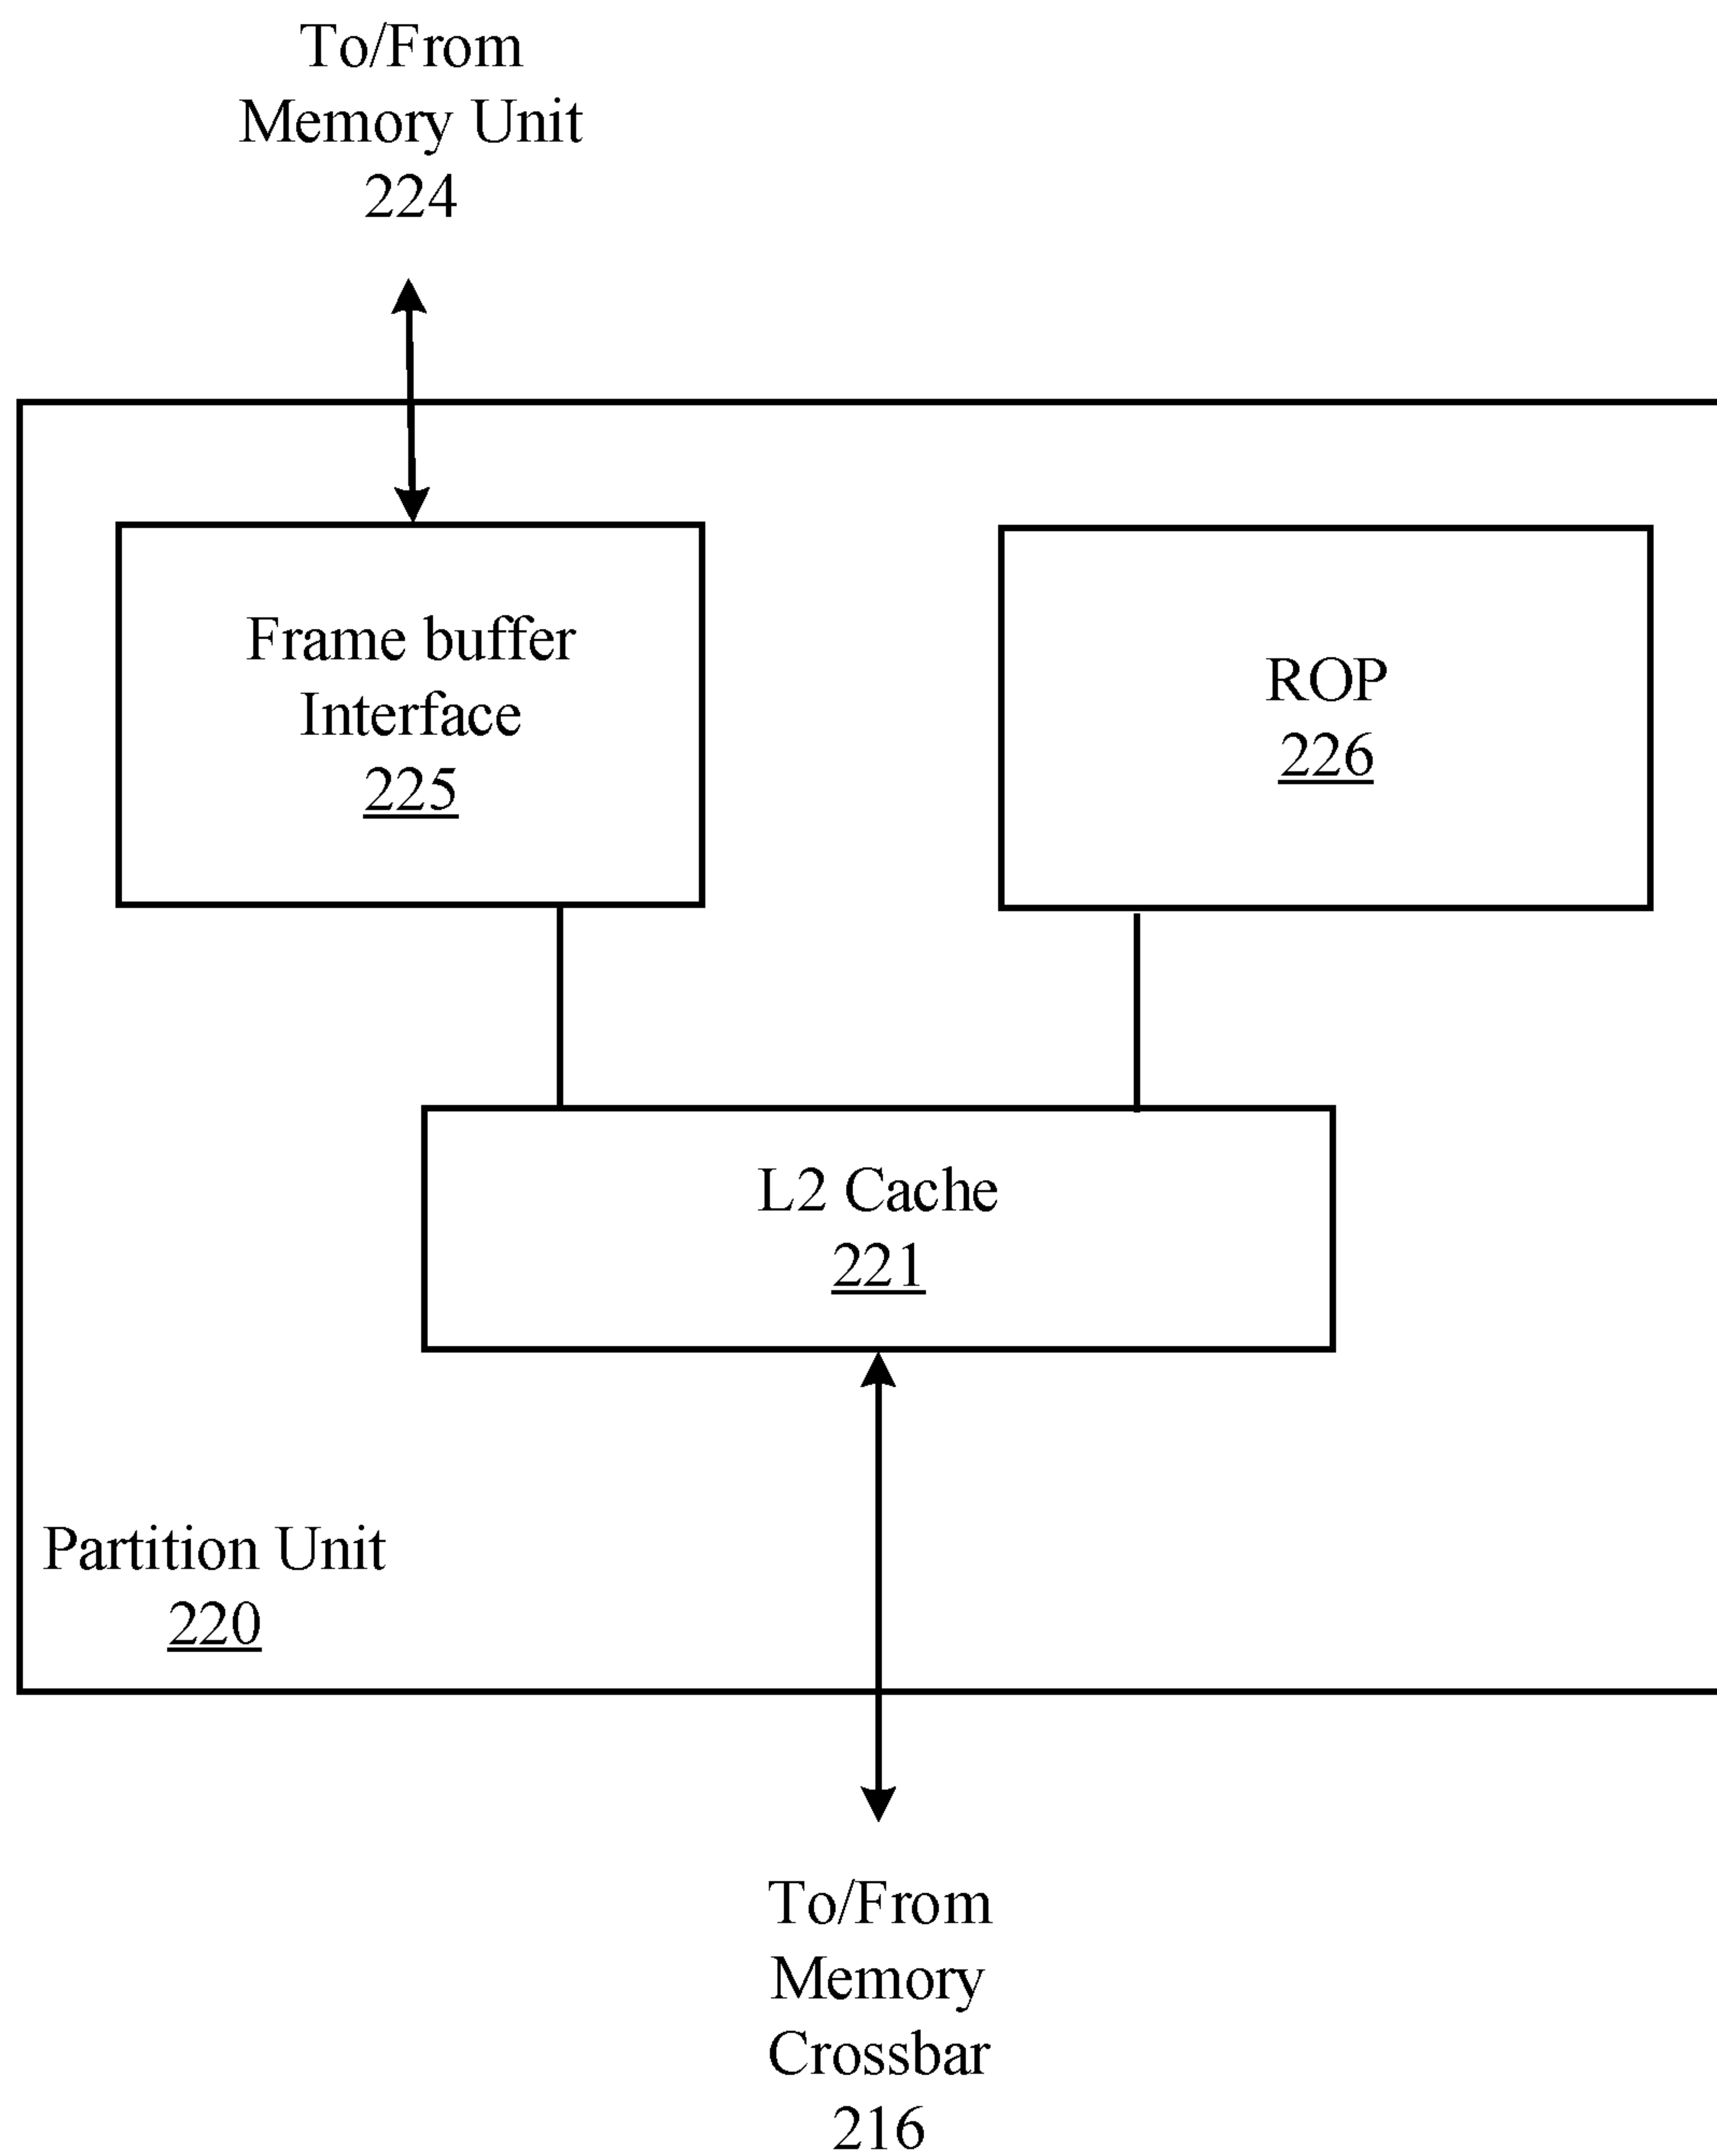 To/From
Memory Unit
224
Frame buffer
Interface
225
ROP
226
L2 Cache
221
Partition Unit
220
To/From
Memory
Crossbar
216